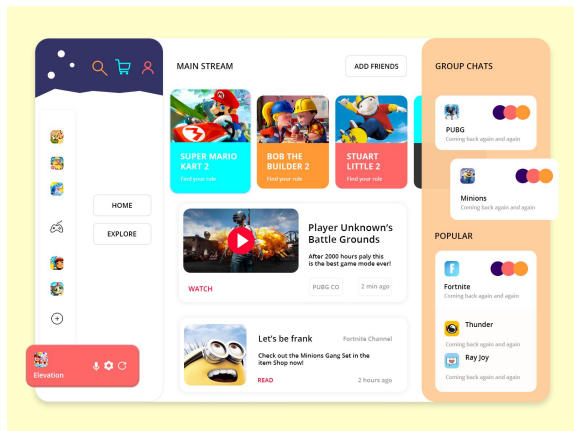 MAIN STREAM
ADD FRIENDS
GROUP CHATS
SUPER MARIO
KART 2
Find your role
BOB THE
BUILDER 2
Find your role
STUART
LITTLE 2
Find your role
PUBG
Coming back again and again
Minions
Coming back again and again
HOME
EXPLORE
Player Unknown's
Battle Grounds
After 2000 hours paly this
is the best game mode ever!
WATCH
PUBG CO
2 min ago
POPULAR
Fortnite
Coming back again and again
Thunder
Coming back again and again
Ray Joy
Coming back again and again
Let's be frank
Fortnite Channel
Check out the Minions Gang Set in the
item Shop now!
READ
2 hours ago
Elevation